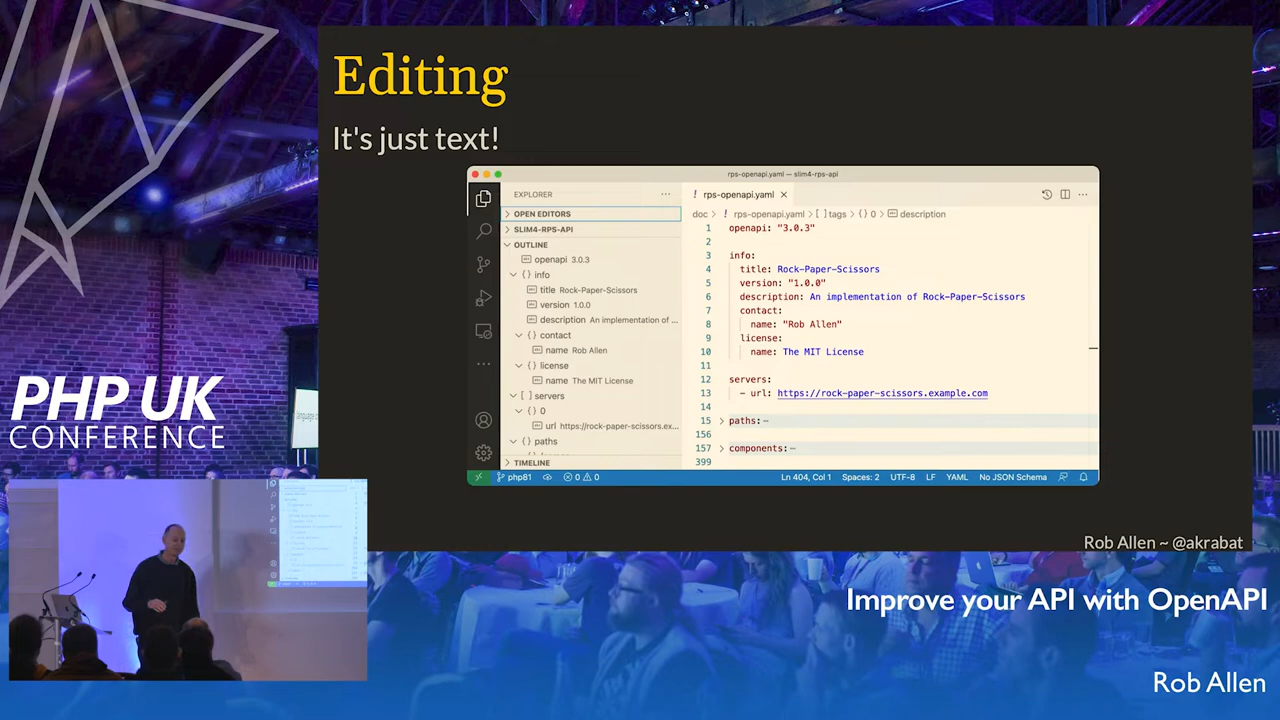 Editing
It's just text!
rps-openapi.yaml — slim4-rps-api
EXPLORER
OPEN EDITORS
SLIM4-RPS-API
OUTLINE
openapi 3.0.3
{ } info
title Rock-Paper-Scissors
version 1.0.0
description An implementation of ...
{ } contact
name Rob Allen
{ } license
name The MIT License
[ ] servers
{ } 0
url https://rock-paper-scissors.ex...
{ } paths
TIMELINE
! rps-openapi.yaml ×
doc > ! rps-openapi.yaml > [ ] tags > { } 0 > description
1 openapi: "3.0.3"
2
3 info:
4 title: Rock-Paper-Scissors
5 version: "1.0.0"
6 description: An implementation of Rock-Paper-Scissors
7 contact:
8 name: "Rob Allen"
9 license:
10 name: The MIT License
11
12 servers:
13 - url: https://rock-paper-scissors.example.com
14
15 > paths:
156
157 > components:
399
php81 0 0 Ln 404, Col 1 Spaces: 2 UTF-8 LF YAML No JSON Schema
Rob Allen ~ @akrabat
PHP UK
CONFERENCE
Improve your API with OpenAPI
Rob Allen